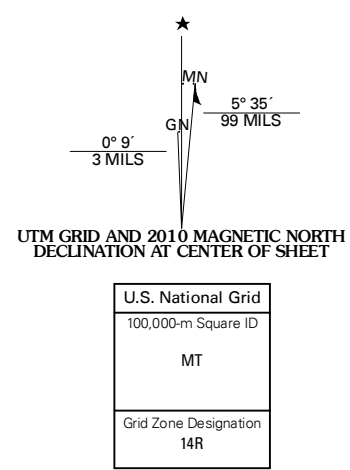 ★
MN
5° 35´
99 MILS
GN
0° 9´
3 MILS
UTM GRID AND 2010 MAGNETIC NORTH
DECLINATION AT CENTER OF SHEET
U.S. National Grid
100,000-m Square ID
MT
Grid Zone Designation
14R